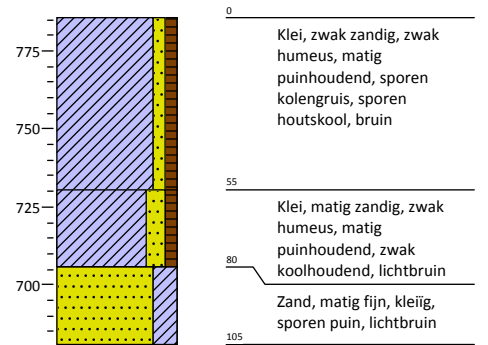 0
Klei, zwak zandig, zwak
humeus, matig
puinhoudend, sporen
kolengruis, sporen
houtskool, bruin
55
Klei, matig zandig, zwak
humeus, matig
puinhoudend, zwak
koolhoudend, lichtbruin
80
Zand, matig fijn, kleiïg,
sporen puin, lichtbruin
105
775
750
725
700